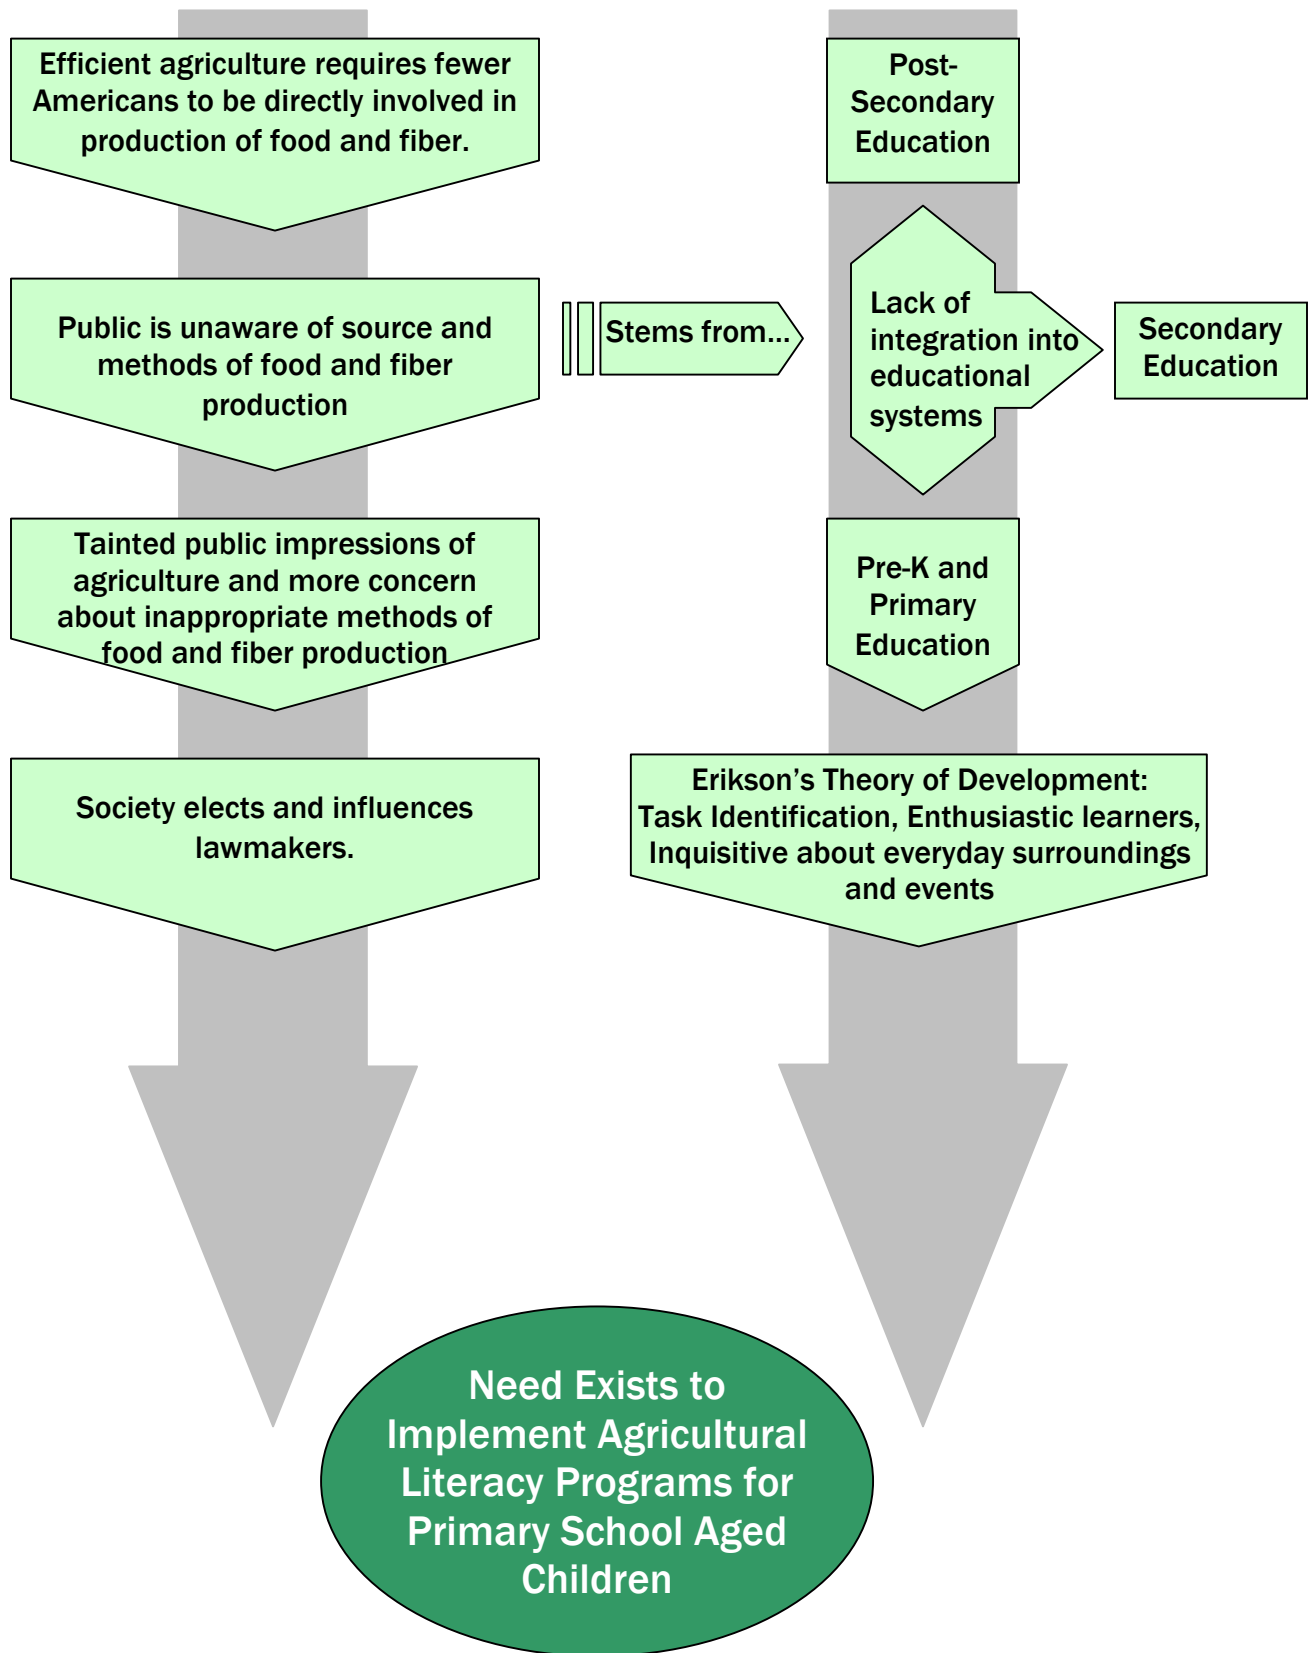 Efficient agriculture requires fewer
Americans to be directly involved in
production of food and fiber.
Public is unaware of source and
methods of food and fiber
production
Tainted public impressions of
agriculture and more concern
about inappropriate methods of
food and fiber production
Society elects and influences
lawmakers.
Stems from...
Post-
Secondary
Education
Lack of
integration into
educational
systems
Secondary
Education
Pre-K and
Primary
Education
Erikson’s Theory of Development:
Task Identification, Enthusiastic learners,
Inquisitive about everyday surroundings
and events
Need Exists to
Implement Agricultural
Literacy Programs for
Primary School Aged
Children